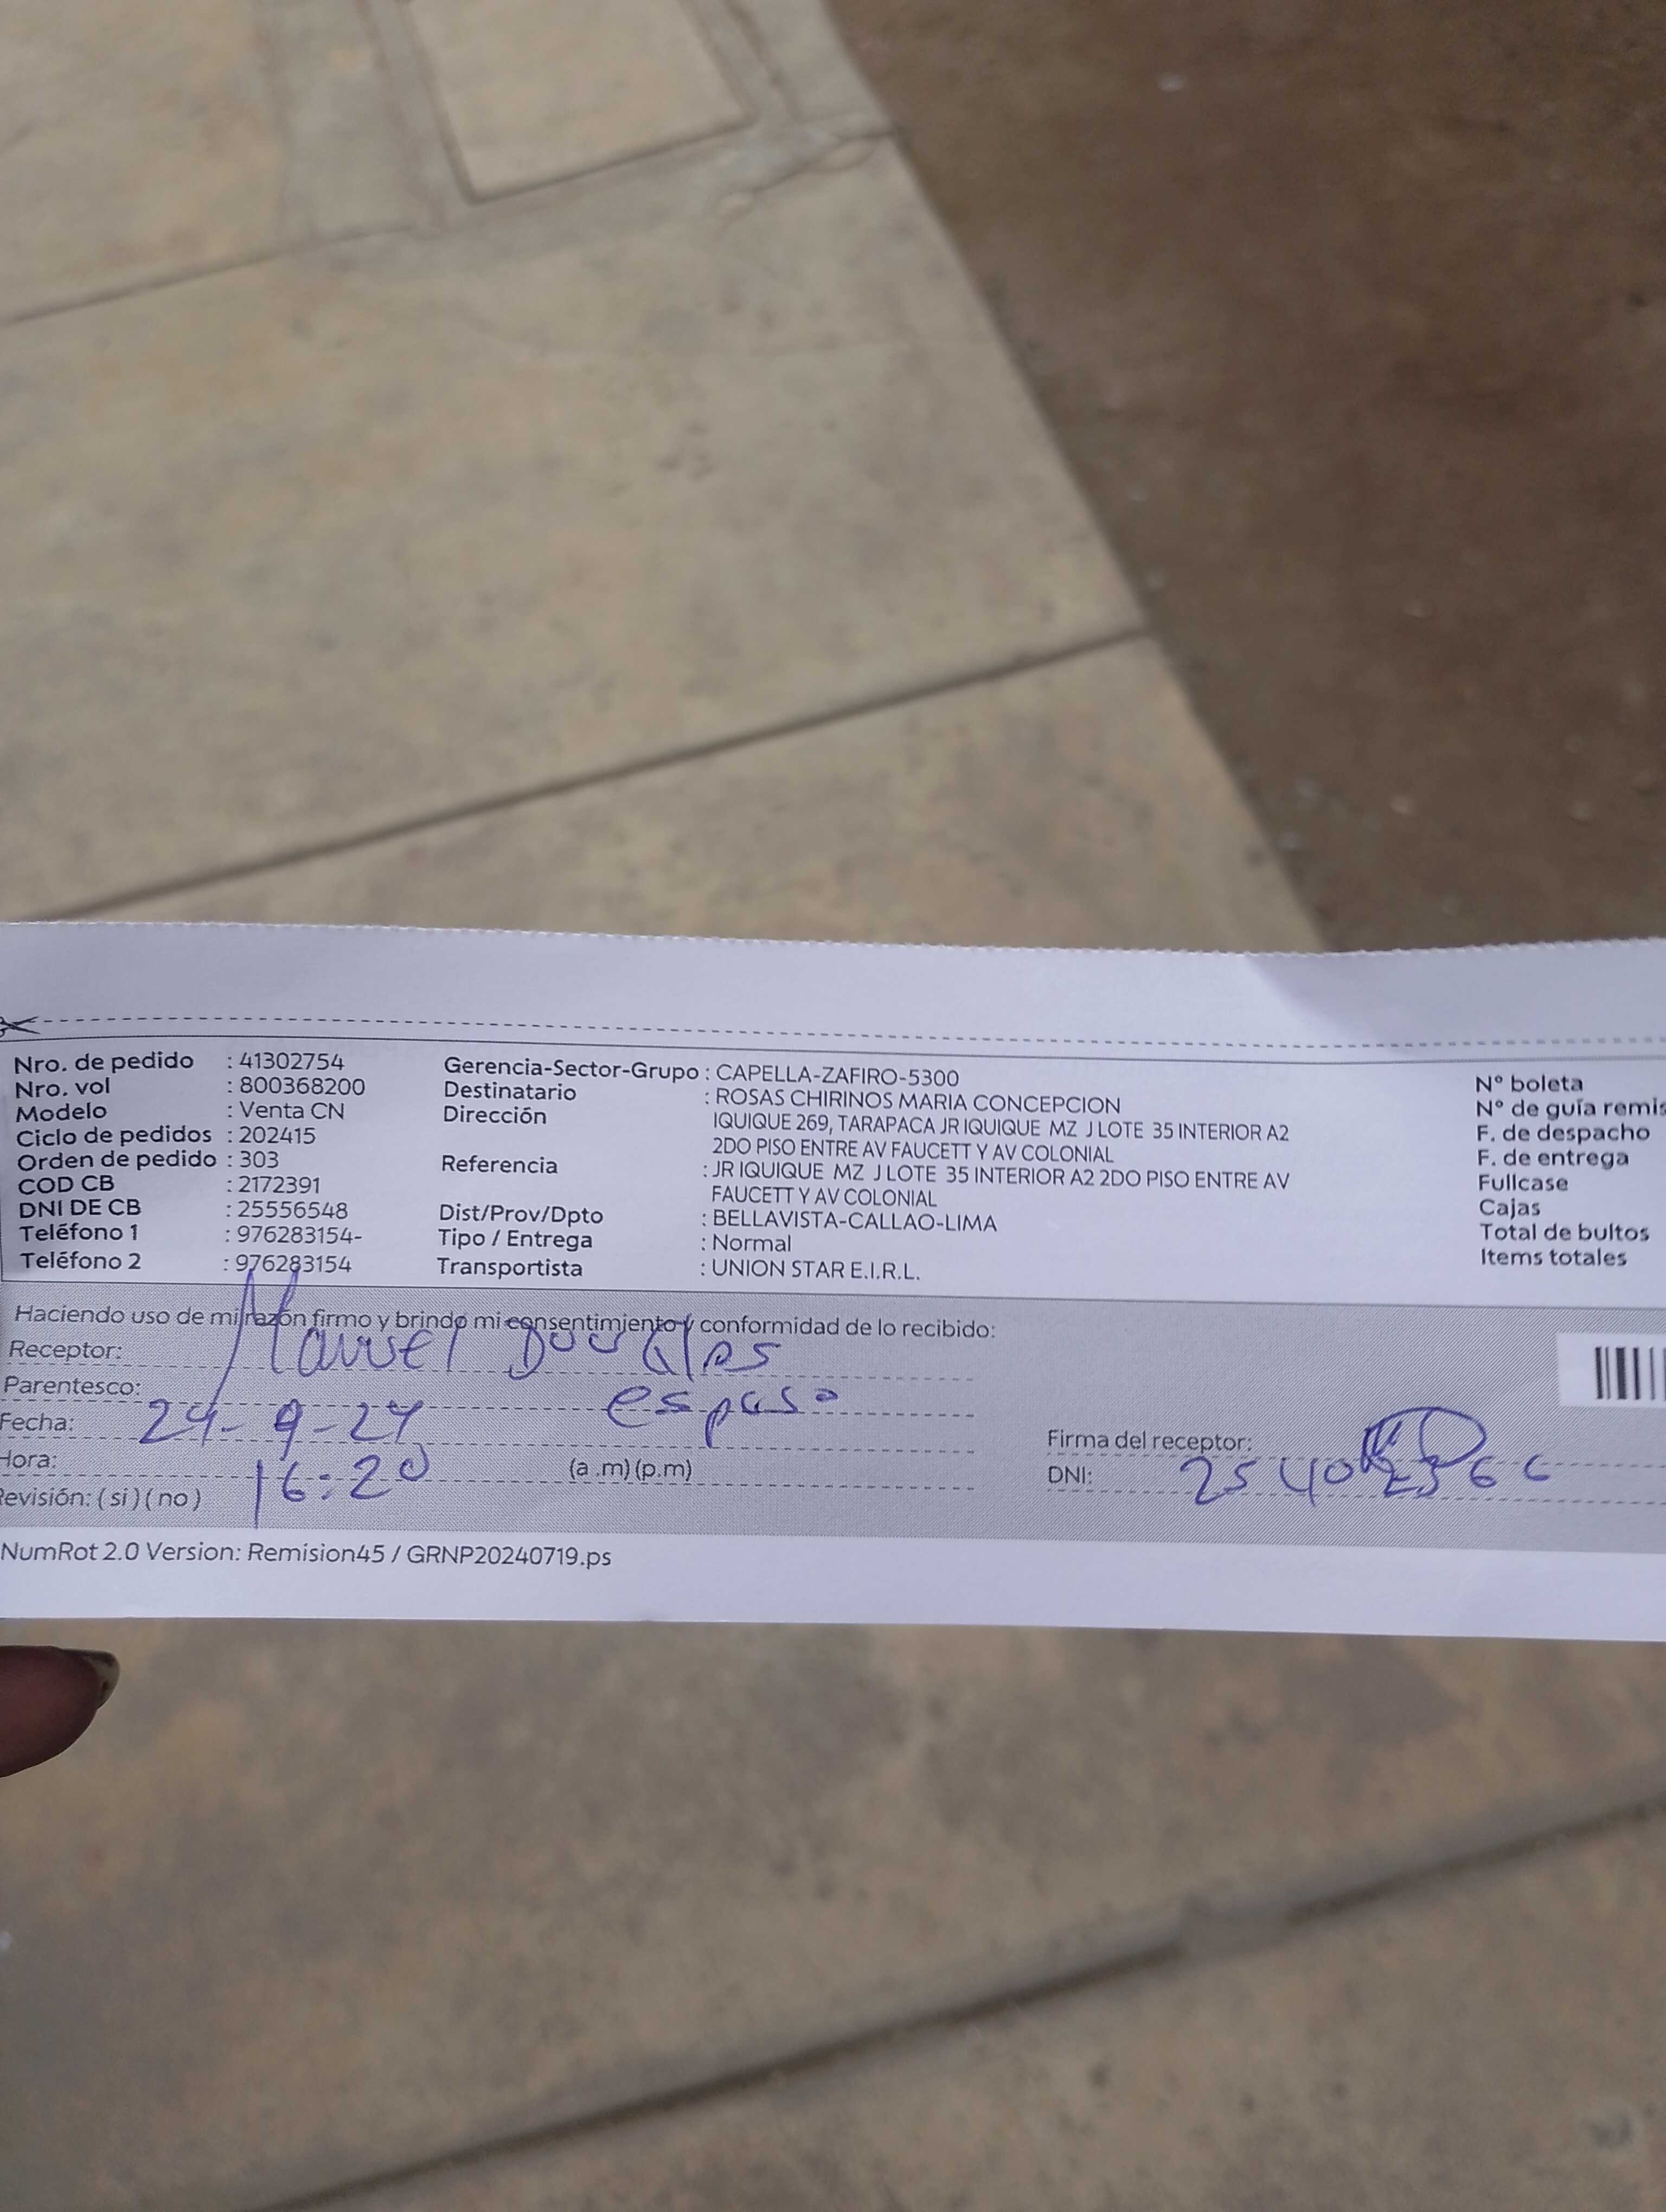 Nro. de pedido : 41302754
Nro. vol : 800368200
Modelo : Venta CN
Ciclo de pedidos : 202415
Orden de pedido : 303
COD CB : 2172391
DNI DE CB : 25556548
Teléfono 1 : 976283154-
Teléfono 2 : 976283154
Gerencia-Sector-Grupo : CAPELLA-ZAFIRO-5300
Destinatario : ROSAS CHIRINOS MARIA CONCEPCION
Dirección IQUIQUE 269, TARAPACA JR IQUIQUE MZ J LOTE 35 INTERIOR A2
2DO PISO ENTRE AV FAUCETT Y AV COLONIAL
Referencia : JR IQUIQUE MZ J LOTE 35 INTERIOR A2 2DO PISO ENTRE AV
FAUCETT Y AV COLONIAL
Dist/Prov/Dpto : BELLAVISTA-CALLAO-LIMA
Tipo / Entrega : Normal
Transportista : UNION STAR E.I.R.L.
N° boleta
N° de guía remis
F. de despacho
F. de entrega
Fullcase
Cajas
Total de bultos
Items totales
Haciendo uso de mi razón firmo y brindo mi consentimiento y conformidad de lo recibido:
Receptor: Manuel
Parentesco: esposo
Fecha: 24-9-24
Hora: 16:20 (a .m) (p.m)
Revisión: ( si ) ( no )
Firma del receptor:
DNI:
NumRot 2.0 Version: Remision45 / GRNP20240719.ps